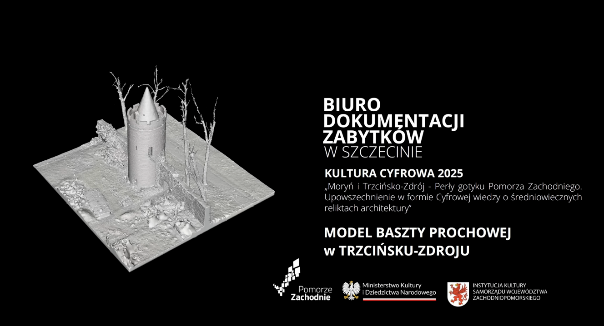 BIURO
DOKUMENTACJI
ZABYTKÓW
W SZCZECINIE
KULTURA CYFROWA 2025
„Moryń i Trzcińsko-Zdrój - Perły gotyku Pomorza Zachodniego.
Upowszechnienie w formie Cyfrowej wiedzy o średniowiecznych
reliktach architektury"
MODEL BASZTY PROCHOWEJ
w TRZCIŃSKU-ZDROJU
Pomorze
Zachodnie
Ministerstwo Kultury
i Dziedzictwa Narodowego
INSTYTUCJA KULTURY
SAMORZĄDU WOJEWÓDZTWA
ZACHODNIOPOMORSKIEGO